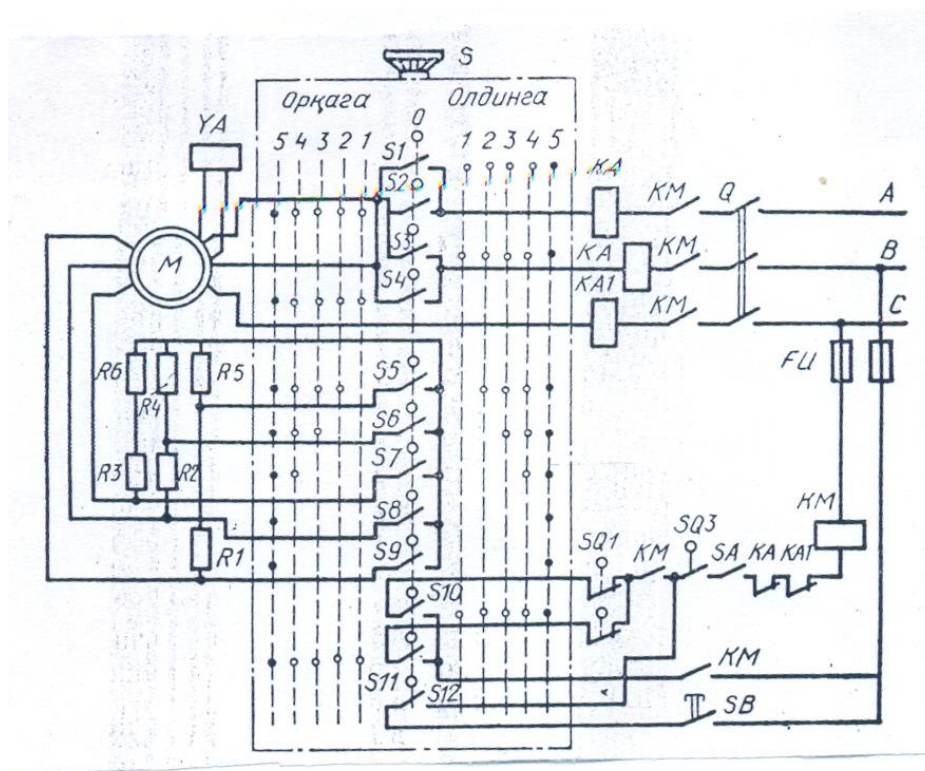 S
Орқага Олдинга
YA
0
5 4 3 2 1
1 2 3 4 5
S1
S2
KA KM Q A
S3
KA KM B
M
S4
KA1
KM C
R6 R4 R5
S5
FU
S6
R3 R2
S7
S8
KM
S9
SQ1 KM SQ3 SA KA KA1
R1
S10
KM
S11
S12
SB